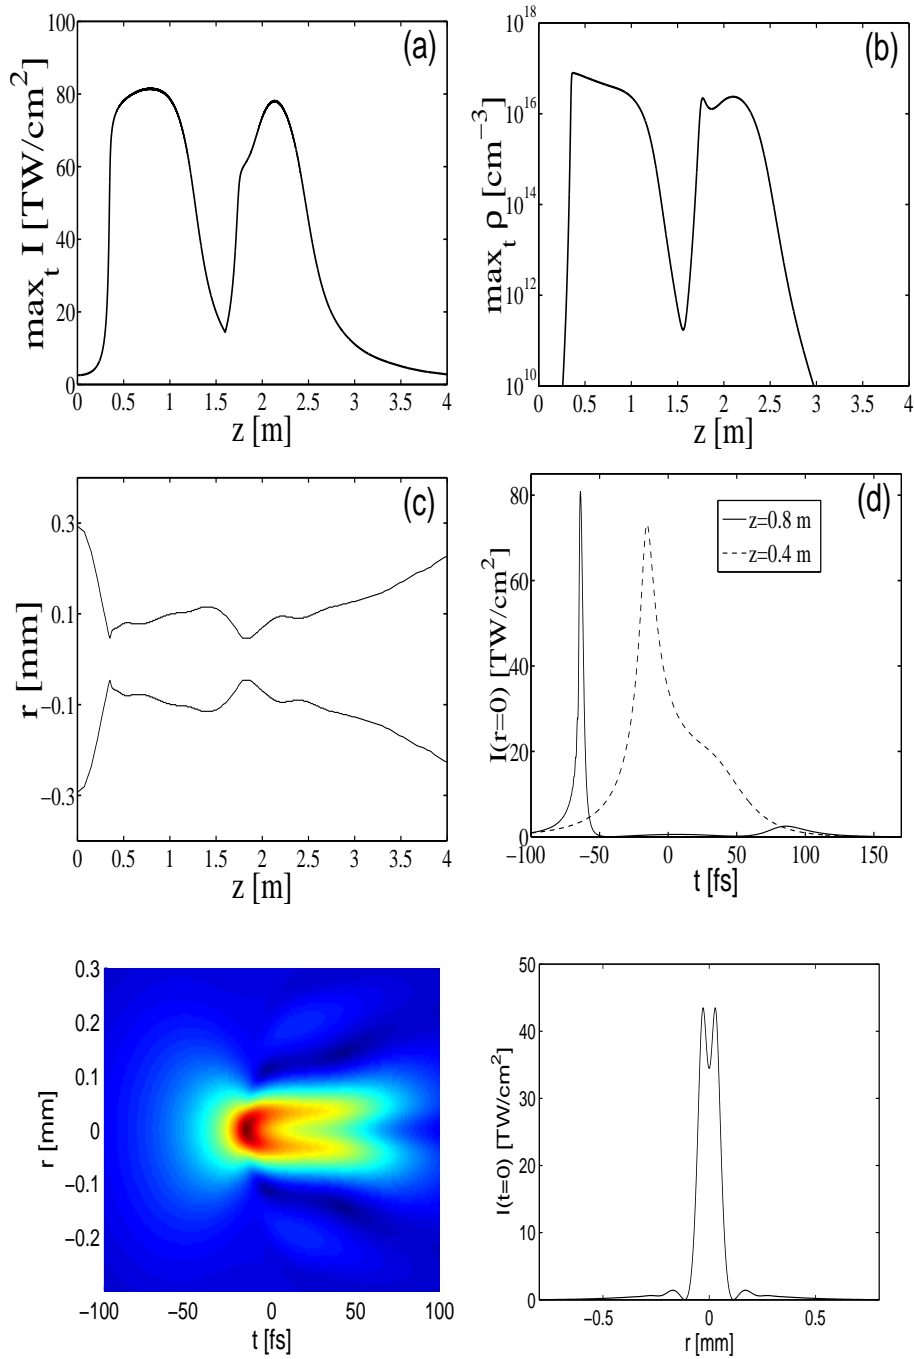 (a)
max_t I [TW/cm^2]
100
80
60
40
20
0
0 0.5 1 1.5 2 2.5 3 3.5 4
z [m]
(b)
max_t ρ [cm^−3]
10^18
10^16
10^14
10^12
10^10
0 0.5 1 1.5 2 2.5 3 3.5 4
z [m]
(c)
r [mm]
0.3
0.1
−0.1
−0.3
0 0.5 1 1.5 2 2.5 3 3.5 4
z [m]
(d)
I(r=0) [TW/cm^2]
80
60
40
20
0
z=0.8 m
z=0.4 m
−100 −50 0 50 100 150
t [fs]
r [mm]
0.3
0.2
0.1
0
−0.1
−0.2
−100 −50 0 50 100
t [fs]
I(t=0) [TW/cm^2]
50
40
30
20
10
0
−0.5 0 0.5
r [mm]